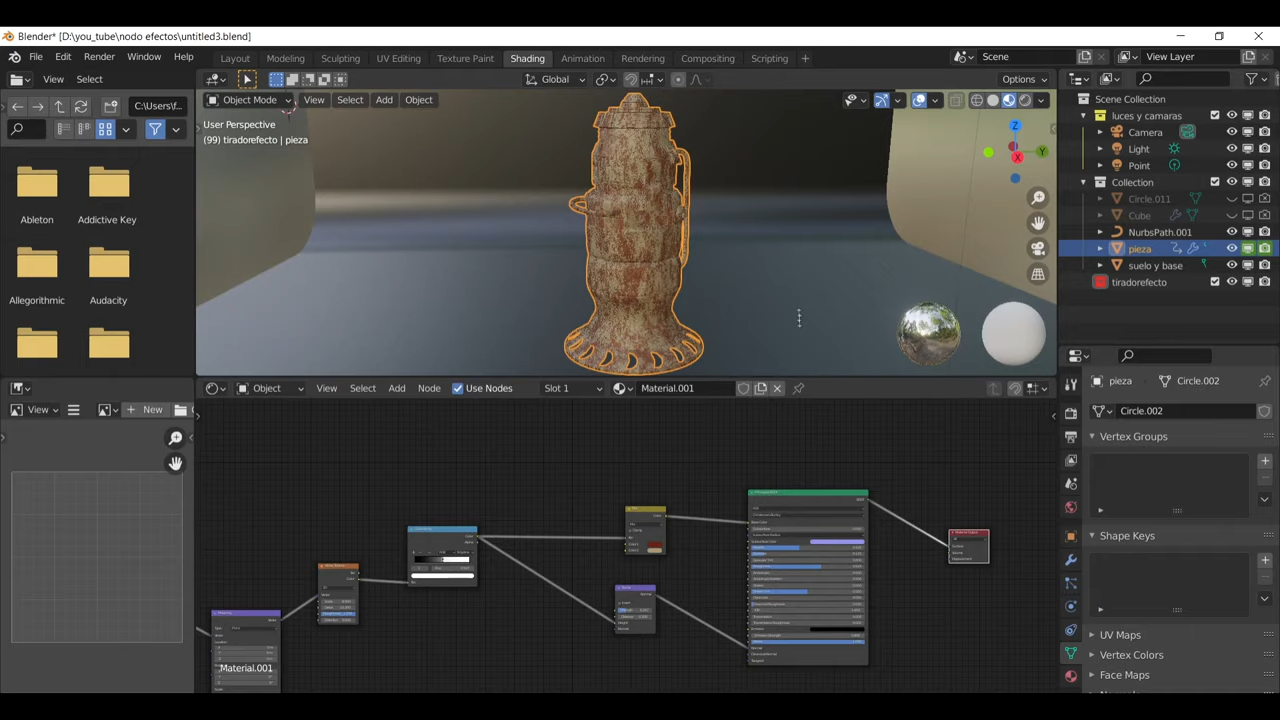 Blender* [D:\you_tube\nodo efectos\untitled3.blend]
File Edit Render Window Help
Layout Modeling Sculpting UV Editing Texture Paint Shading Animation Rendering Compositing Scripting +
Scene
View Layer
View Select
Global
Options
C:\Users\f...
Object Mode View Select Add Object
User Perspective
(99) tiradorefecto | pieza
Ableton
Addictive Key
Allegorithmic
Audacity
X
Y
Z
Scene Collection
luces y camaras
Camera
Light
Point
Collection
Circle.011
Cube
NurbsPath.001
pieza
suelo y base
tiradorefecto
View
New
Object View Select Add Node Use Nodes Slot 1 Material.001
Material.001
pieza
Circle.002
Circle.002
Vertex Groups
Shape Keys
UV Maps
Vertex Colors
Face Maps